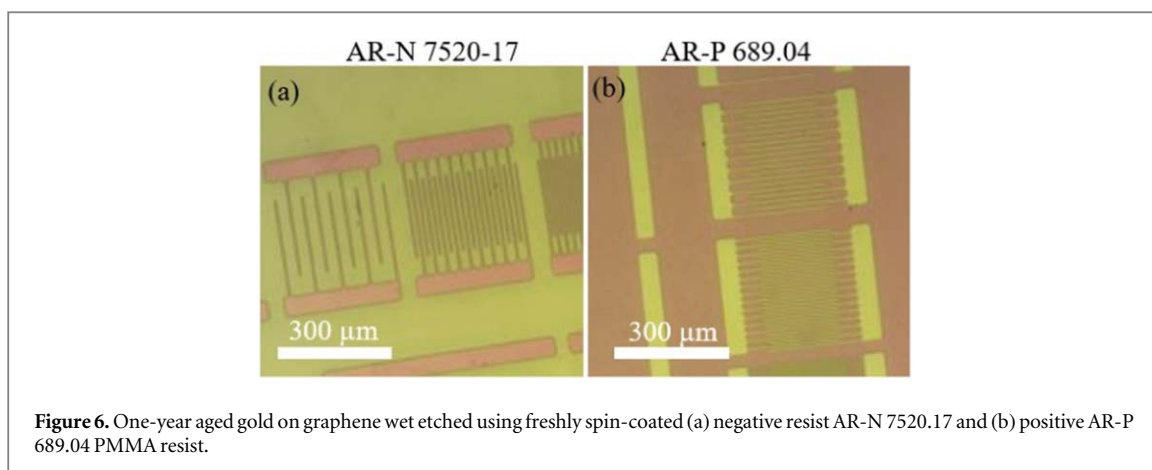 AR-N 7520-17
AR-P 689.04
(a)
(b)
300 µm
300 µm
Figure 6. One-year aged gold on graphene wet etched using freshly spin-coated (a) negative resist AR-N 7520.17 and (b) positive AR-P
689.04 PMMA resist.